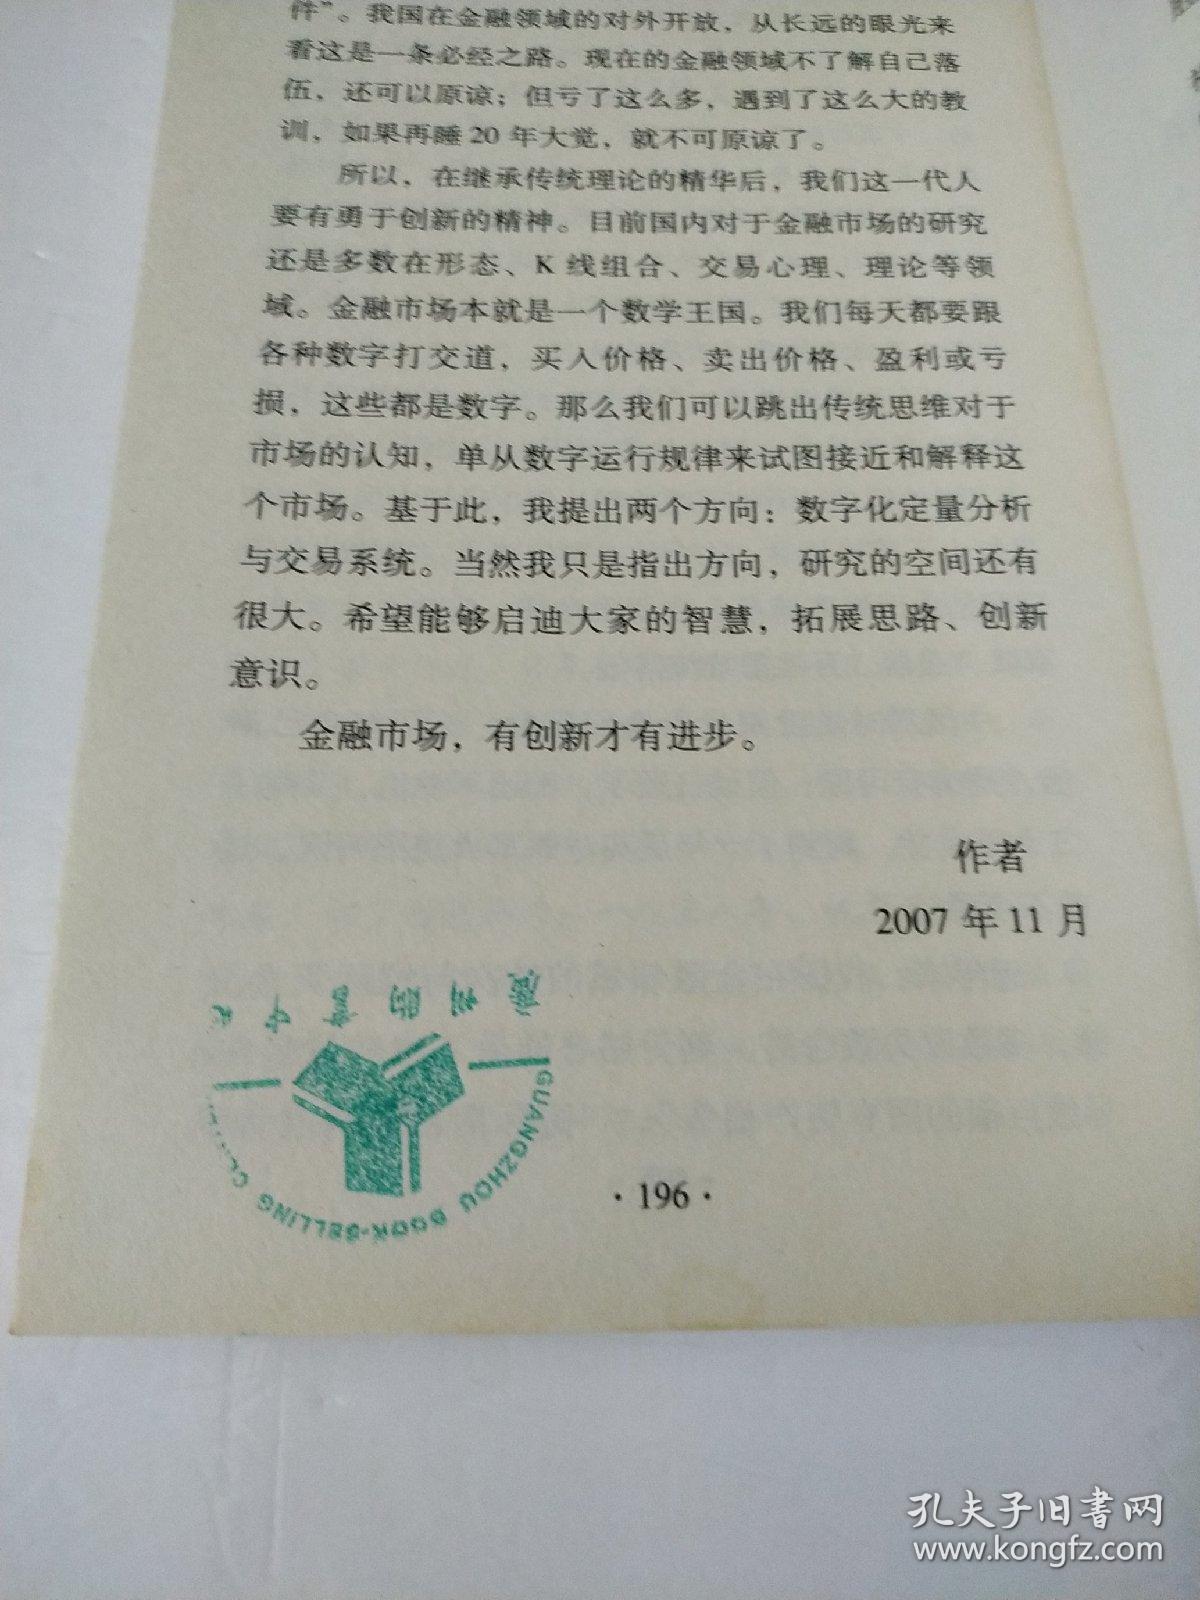 件”。我国在金融领域的对外开放，从长远的眼光来
看这是一条必经之路。现在的金融领域不了解自己落
伍，还可以原谅；但亏了这么多，遇到了这么大的教
训，如果再睡 20 年大觉，就不可原谅了。
所以，在继承传统理论的精华后，我们这一代人
要有勇于创新的精神。目前国内对于金融市场的研究
还是多数在形态、K 线组合、交易心理、理论等领
域。金融市场本就是一个数学王国。我们每天都要跟
各种数字打交道，买入价格、卖出价格、盈利或亏
损，这些都是数字。那么我们可以跳出传统思维对于
市场的认知，单从数字运行规律来试图接近和解释这
个市场。基于此，我提出两个方向：数字化定量分析
与交易系统。当然我只是指出方向，研究的空间还有
很大。希望能够启迪大家的智慧，拓展思路、创新
意识。
金融市场，有创新才有进步。
作者
2007 年 11 月
广州购书中心
GUANGZHOU BOOK-SELLING
· 196 ·
孔夫子旧书网
www.kongfz.com